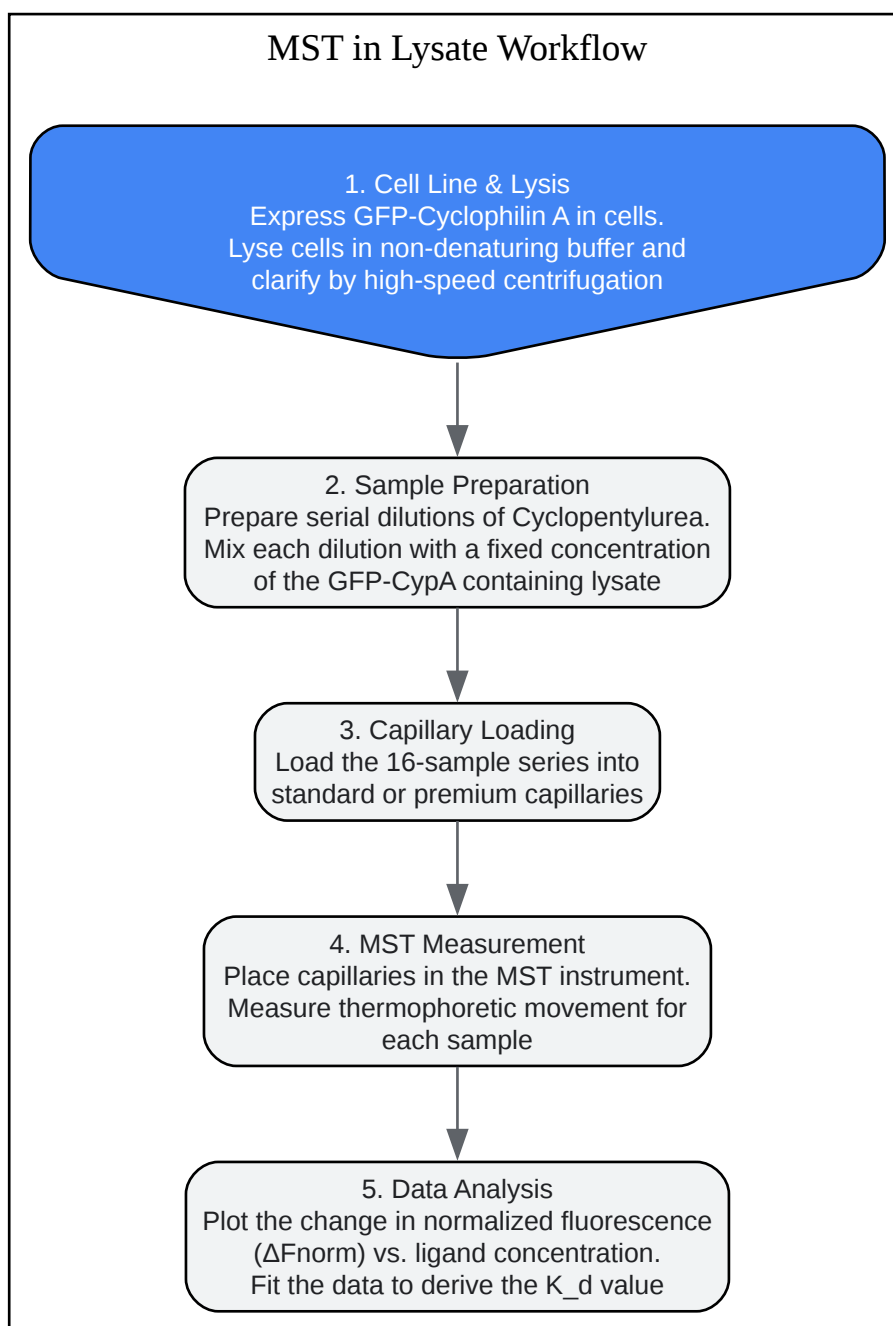 MST in Lysate Workflow
1. Cell Line & Lysis
Express GFP-Cyclophilin A in cells.
Lyse cells in non-denaturing buffer and
clarify by high-speed centrifugation
2. Sample Preparation
Prepare serial dilutions of Cyclopentylurea.
Mix each dilution with a fixed concentration
of the GFP-CypA containing lysate
3. Capillary Loading
Load the 16-sample series into
standard or premium capillaries
4. MST Measurement
Place capillaries in the MST instrument.
Measure thermophoretic movement for
each sample
5. Data Analysis
Plot the change in normalized fluorescence
(ΔFnorm) vs. ligand concentration.
Fit the data to derive the K_d value